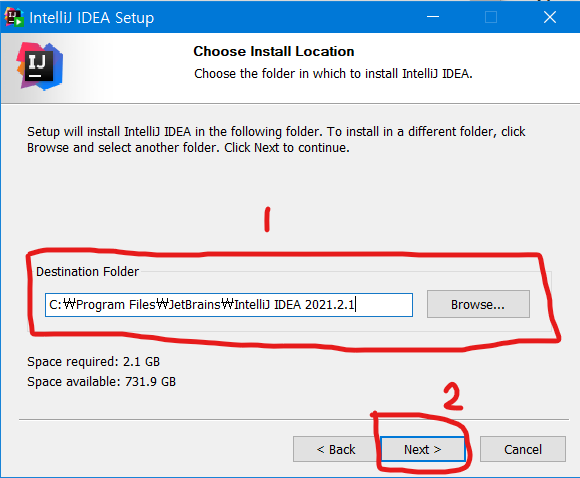 IntelliJ IDEA Setup
IJ
Choose Install Location
Choose the folder in which to install IntelliJ IDEA.
Setup will install IntelliJ IDEA in the following folder. To install in a different folder, click
Browse and select another folder. Click Next to continue.
1
Destination Folder
C:₩Program Files₩JetBrains₩IntelliJ IDEA 2021.2.1
Browse...
Space required: 2.1 GB
Space available: 731.9 GB
2
< Back
Next >
Cancel